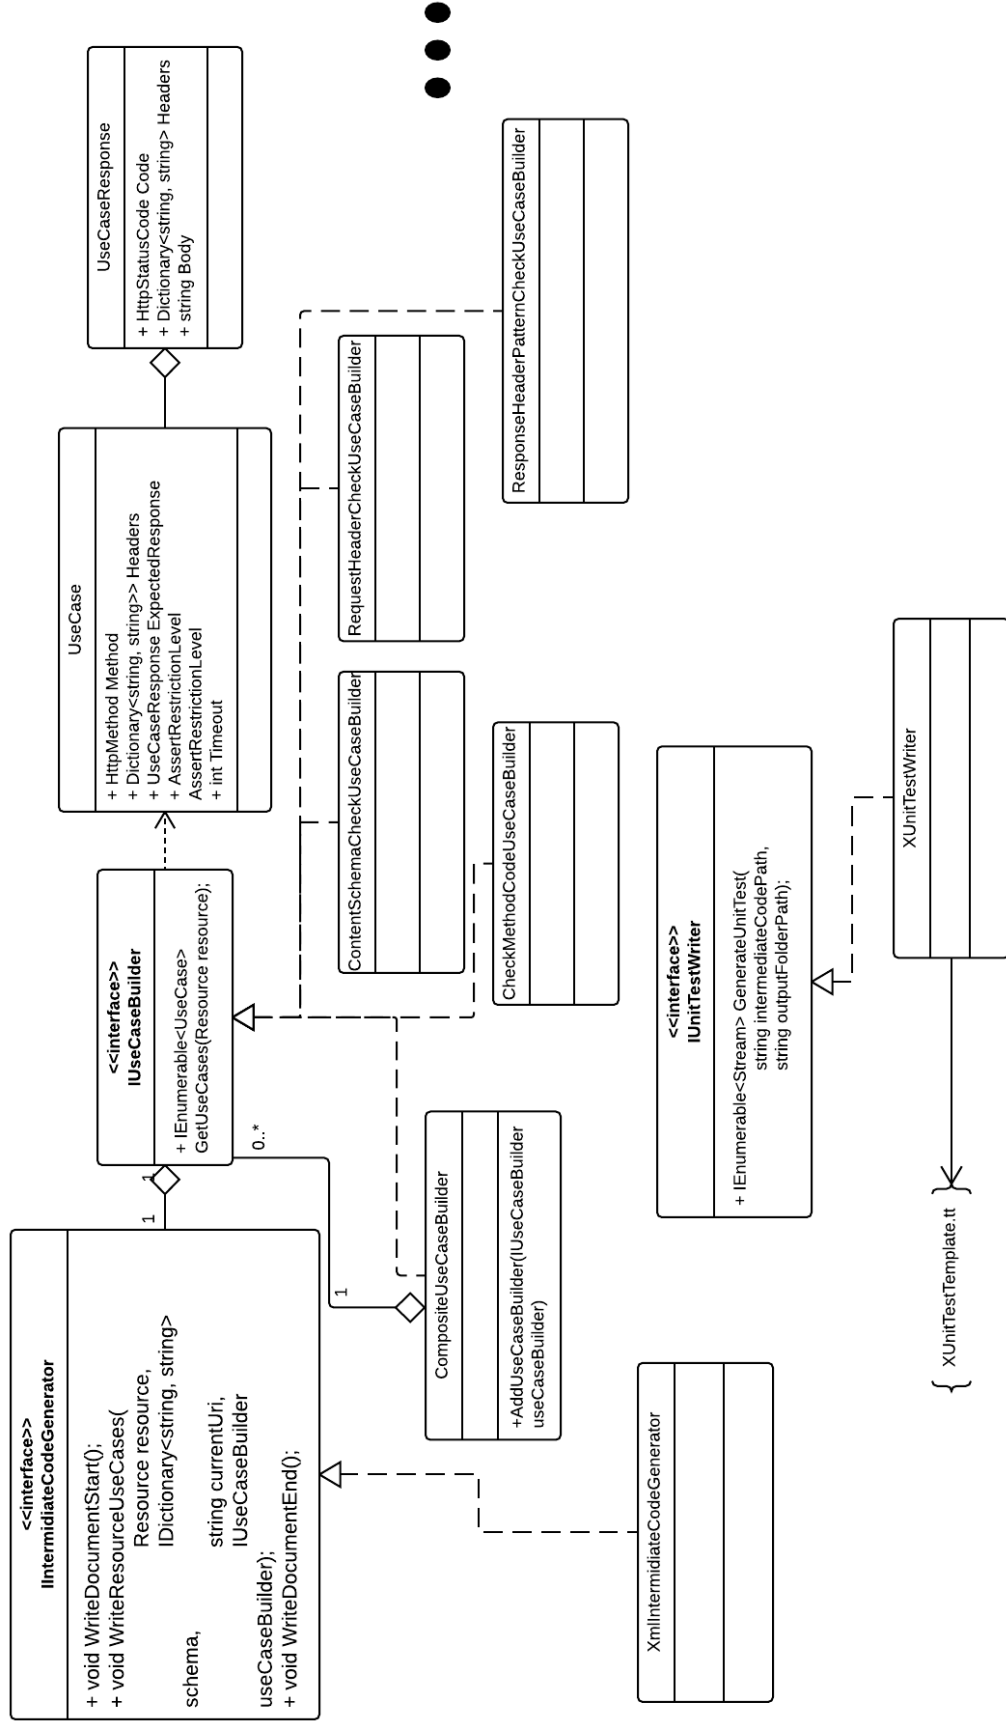 <<interface>>
IIntermidiateCodeGenerator
+ void WriteDocumentStart();
+ void WriteResourceUseCases(
Resource resource,
IDictionary<string, string>
schema,
string currentUri,
IUseCaseBuilder
useCaseBuilder);
+ void WriteDocumentEnd();
1
1
<<interface>>
IUseCaseBuilder
+ IEnumerable<UseCase>
GetUseCases(Resource resource);
0..*
1
UseCase
+ HttpMethod Method
+ Dictionary<string, string>> Headers
+ UseCaseResponse ExpectedResponse
+ AssertRestrictionLevel
AssertRestrictionLevel
+ int Timeout
UseCaseResponse
+ HttpStatusCode Code
+ Dictionary<string, string> Headers
+ string Body
CompositeUseCaseBuilder
+AddUseCaseBuilder(IUseCaseBuilder
useCaseBuilder)
ContentSchemaCheckUseCaseBuilder
RequestHeaderCheckUseCaseBuilder
CheckMethodCodeUseCaseBuilder
ResponseHeaderPatternCheckUseCaseBuilder
XmlIntermidiateCodeGenerator
<<interface>>
IUnitTestWriter
+ IEnumerable<Stream> GenerateUnitTest(
string intermediateCodePath,
string outputFolderPath);
XUnitTestTemplate.tt
XUnitTestWriter